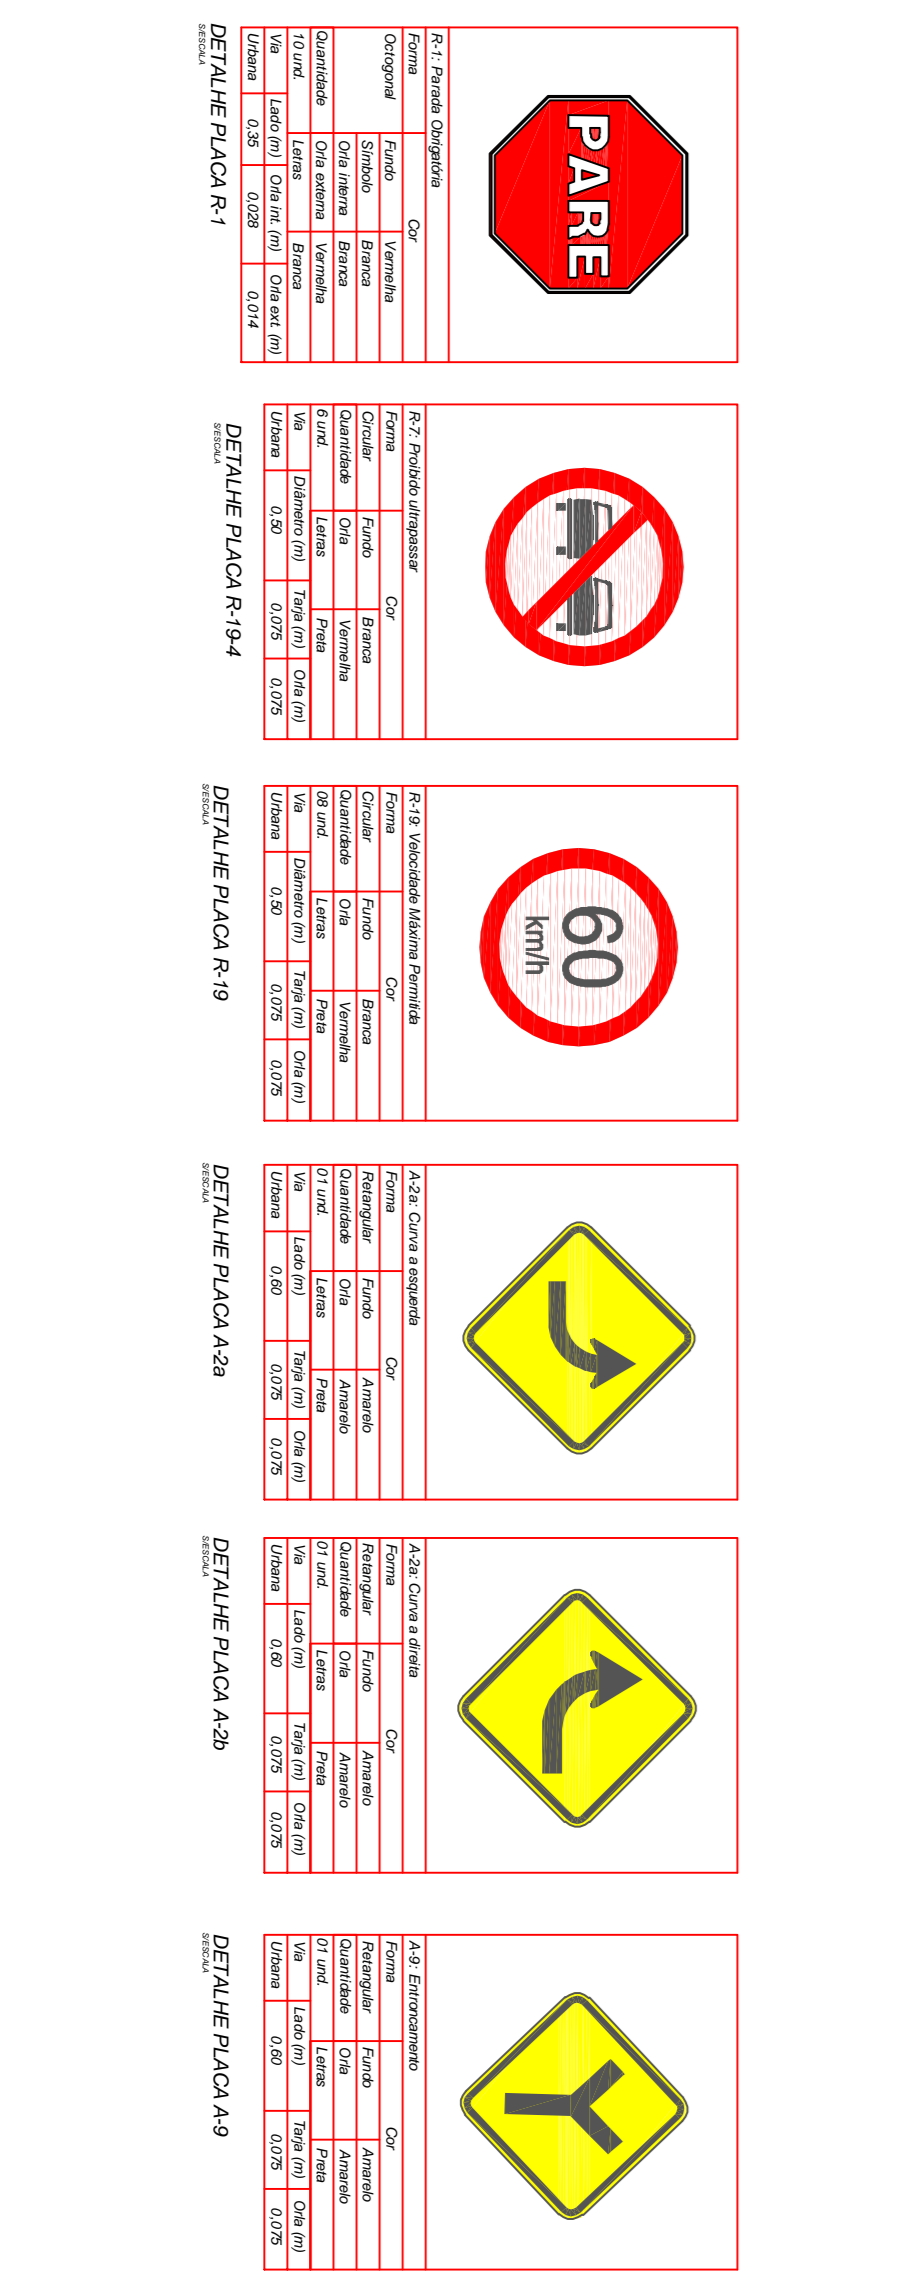 PARE
R-1: Parada Obrigatória
Forma Cor
Octogonal Fundo Vermelha
Símbolo Branca
Orla interna Branca
Quantidade Orla externa Vermelha
10 und. Letras Branca
Via Lado (m) Orla int. (m) Orla ext. (m)
Urbana 0,35 0,028 0,014
DETALHE PLACA R-1
S/ESCALA
R-7: Proibido ultrapassar
Forma Cor
Circular Fundo Branca
Quantidade Orla Vermelha
6 und. Letras Preta
Via Diâmetro (m) Tarja (m) Orla (m)
Urbana 0,50 0,075 0,075
DETALHE PLACA R-19-4
S/ESCALA
60
km/h
R-19: Velocidade Máxima Permitida
Forma Cor
Circular Fundo Branca
Quantidade Orla Vermelha
08 und. Letras Preta
Via Diâmetro (m) Tarja (m) Orla (m)
Urbana 0,50 0,075 0,075
DETALHE PLACA R-19
S/ESCALA
A-2a: Curva a esquerda
Forma Cor
Retangular Fundo Amarelo
Quantidade Orla Amarelo
01 und. Letras Preta
Via Lado (m) Tarja (m) Orla (m)
Urbana 0,60 0,075 0,075
DETALHE PLACA A-2a
S/ESCALA
A-2a: Curva a direita
Forma Cor
Retangular Fundo Amarelo
Quantidade Orla Amarelo
01 und. Letras Preta
Via Lado (m) Tarja (m) Orla (m)
Urbana 0,60 0,075 0,075
DETALHE PLACA A-2b
S/ESCALA
A-9: Entroncamento
Forma Cor
Retangular Fundo Amarelo
Quantidade Orla Amarelo
01 und. Letras Preta
Via Lado (m) Tarja (m) Orla (m)
Urbana 0,60 0,075 0,075
DETALHE PLACA A-9
S/ESCALA